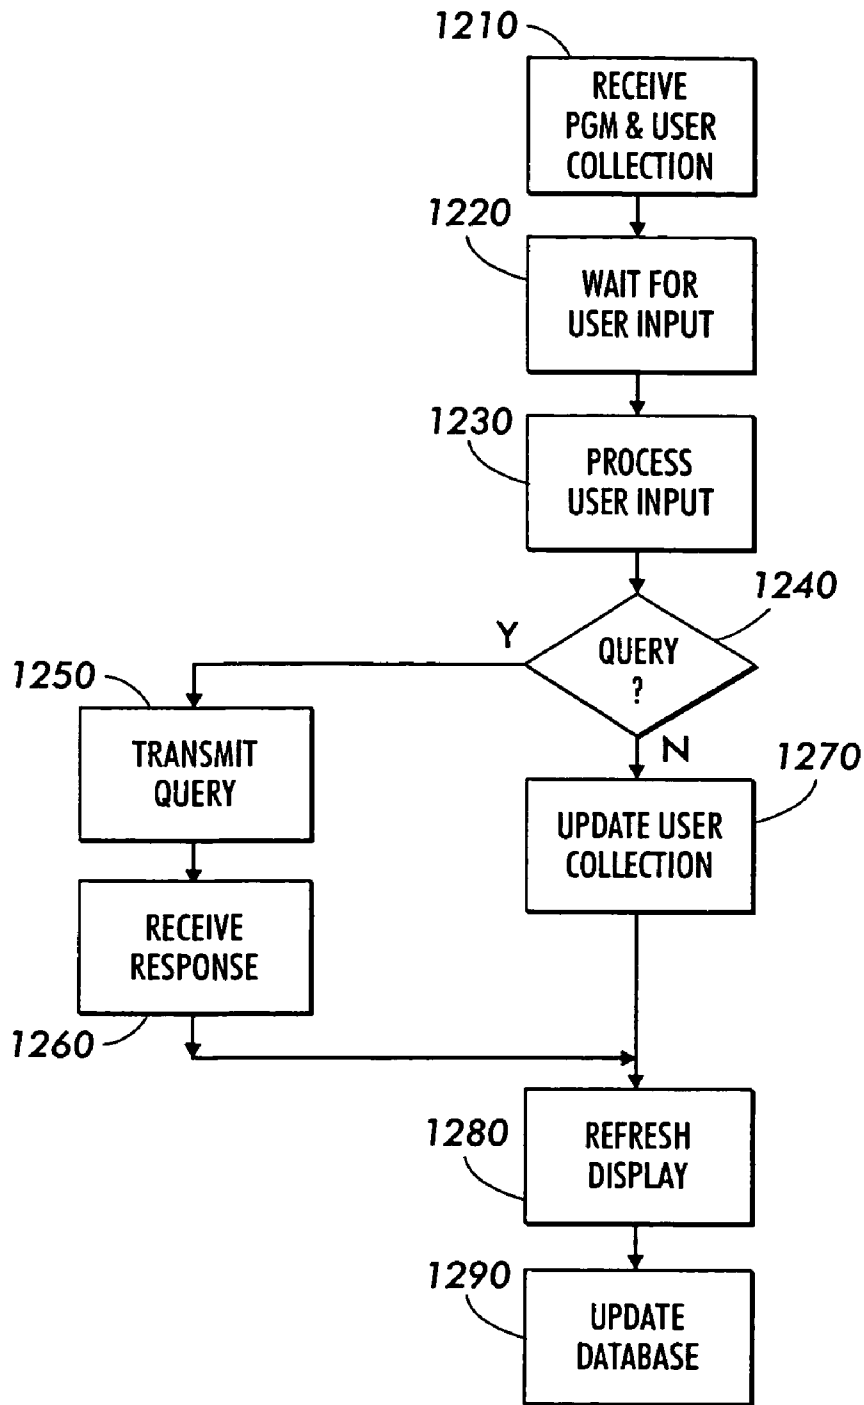 1210
RECEIVE
PGM & USER
COLLECTION
1220
WAIT FOR
USER INPUT
1230
PROCESS
USER INPUT
1240
QUERY
?
Y
N
1250
TRANSMIT
QUERY
1260
RECEIVE
RESPONSE
1270
UPDATE USER
COLLECTION
1280
REFRESH
DISPLAY
1290
UPDATE
DATABASE